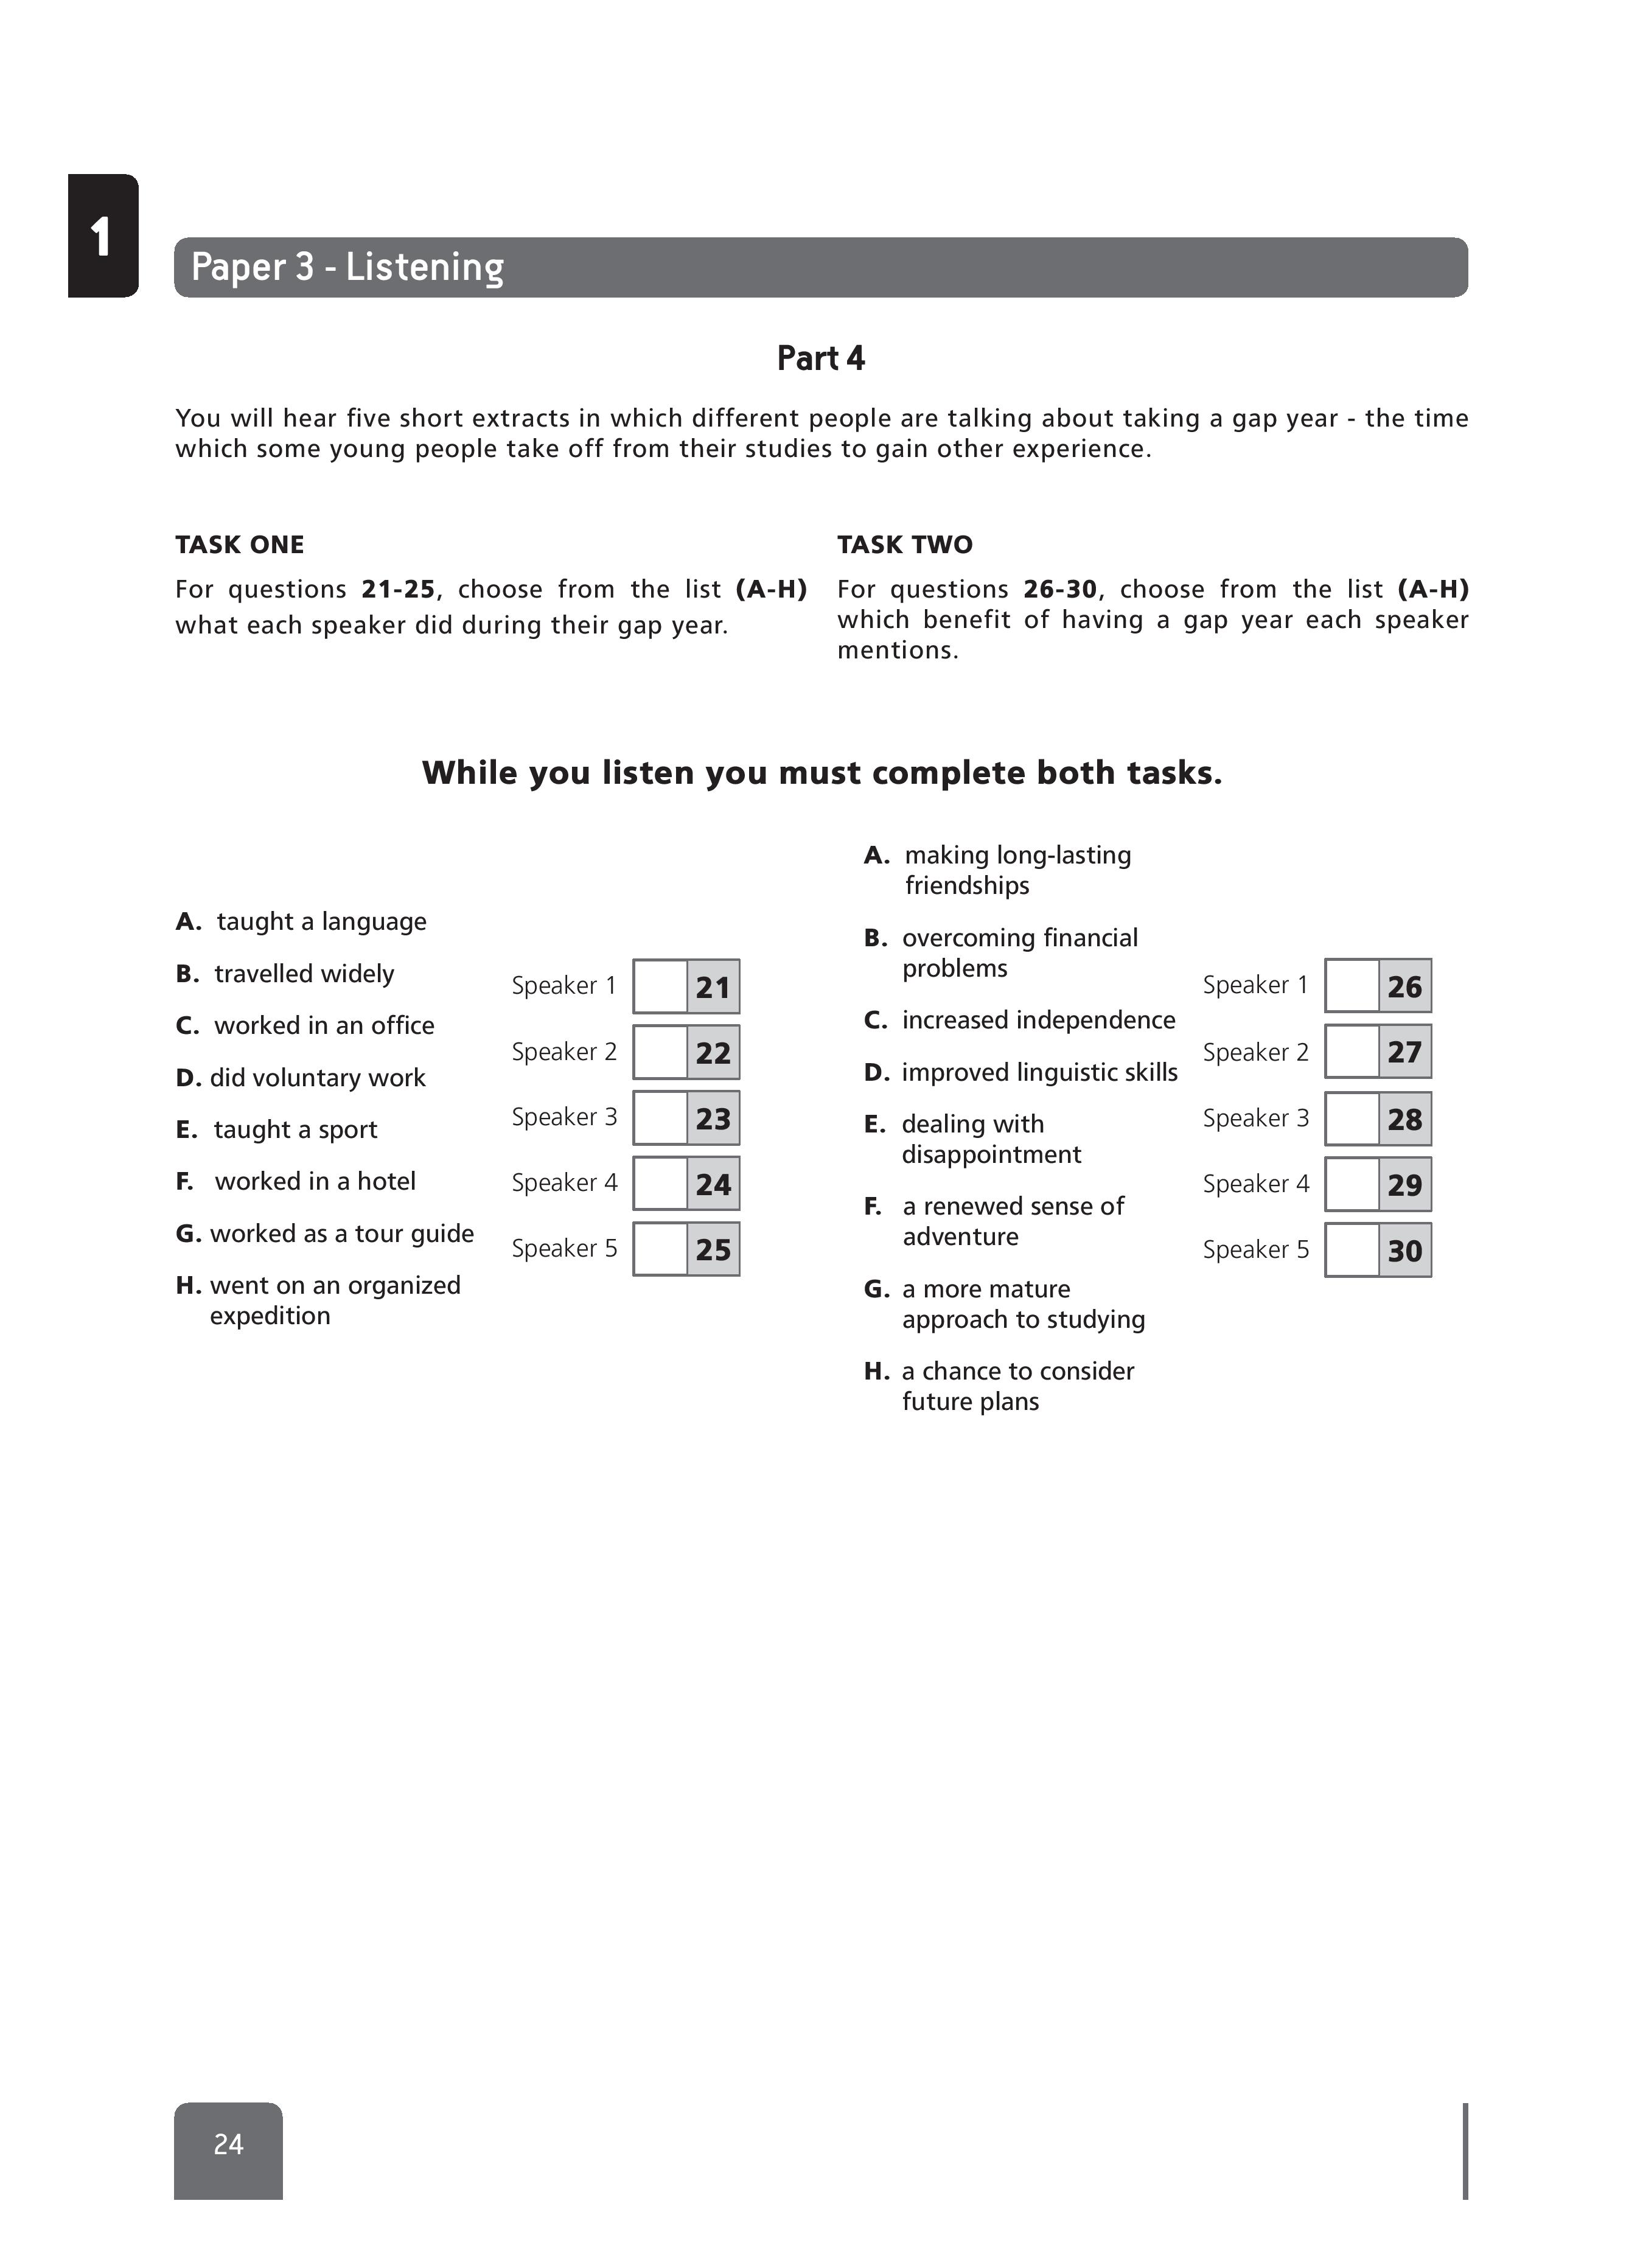 1
Paper 3 - Listening
Part 4
You will hear five short extracts in which different people are talking about taking a gap year - the time
which some young people take off from their studies to gain other experience.
TASK ONE
For questions 21-25, choose from the list (A-H)
what each speaker did during their gap year.
TASK TWO
For questions 26-30, choose from the list (A-H)
which benefit of having a gap year each speaker
mentions.
While you listen you must complete both tasks.
A. taught a language
B. travelled widely
C. worked in an office
D. did voluntary work
E. taught a sport
F. worked in a hotel
G. worked as a tour guide
H. went on an organized
expedition
Speaker 1 21
Speaker 2 22
Speaker 3 23
Speaker 4 24
Speaker 5 25
A. making long-lasting
friendships
B. overcoming financial
problems
C. increased independence
D. improved linguistic skills
E. dealing with
disappointment
F. a renewed sense of
adventure
G. a more mature
approach to studying
H. a chance to consider
future plans
Speaker 1 26
Speaker 2 27
Speaker 3 28
Speaker 4 29
Speaker 5 30
24